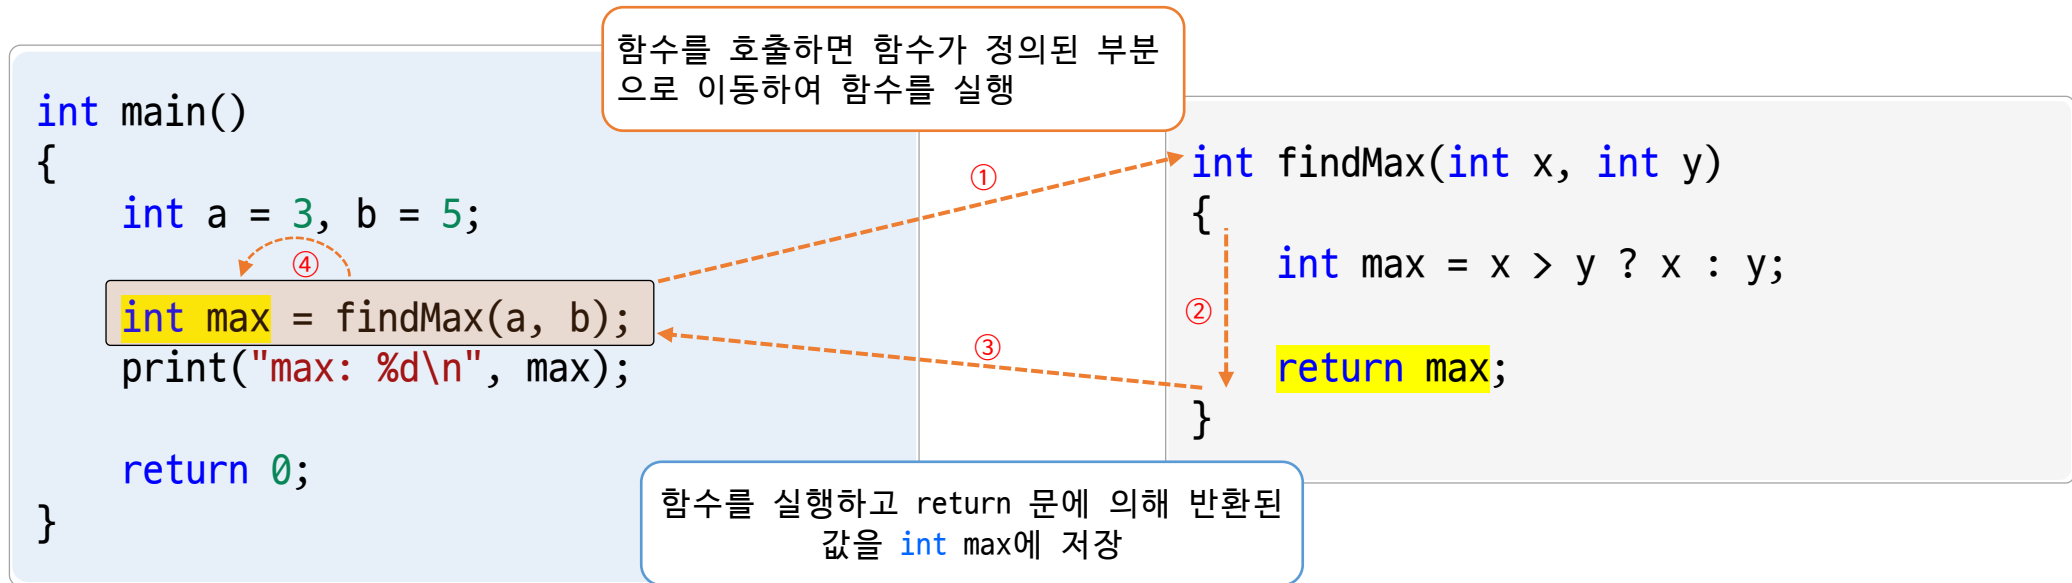 함수를 호출하면 함수가 정의된 부분
으로 이동하여 함수를 실행
int main()
{
int a = 3, b = 5;
④
int max = findMax(a, b);
print("max: %d\n", max);
return 0;
}
①
②
③
int findMax(int x, int y)
{
int max = x > y ? x : y;
return max;
}
함수를 실행하고 return 문에 의해 반환된
값을 int max에 저장